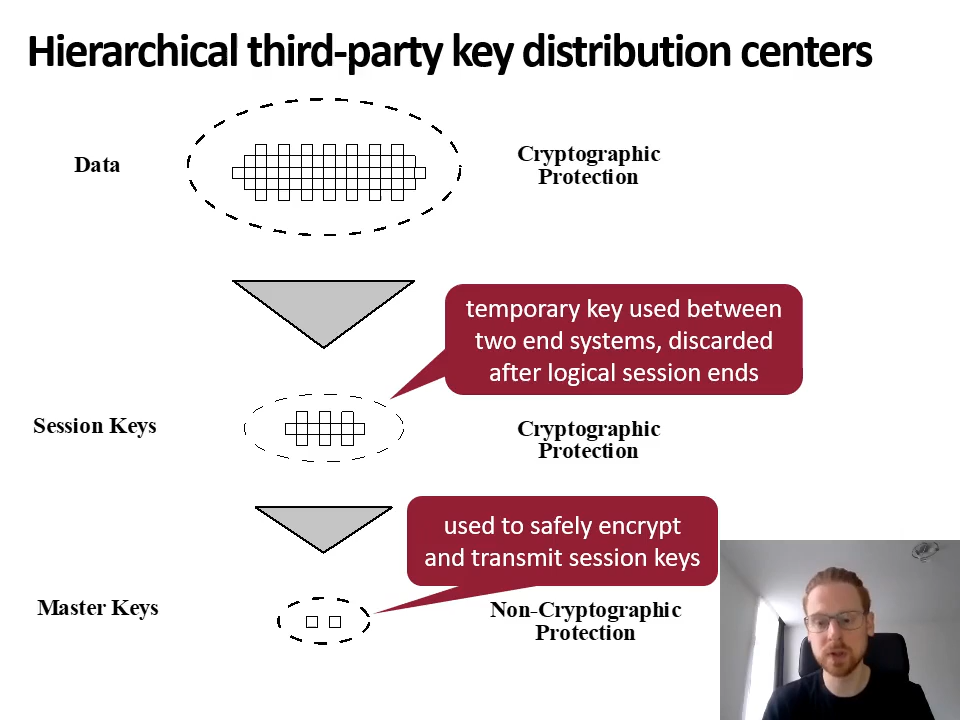 Hierarchical third-party key distribution centers
Data
Cryptographic
Protection
temporary key used between
two end systems, discarded
after logical session ends
Session Keys
Cryptographic
Protection
used to safely encrypt
and transmit session keys
Master Keys
Non-Cryptographic
Protection